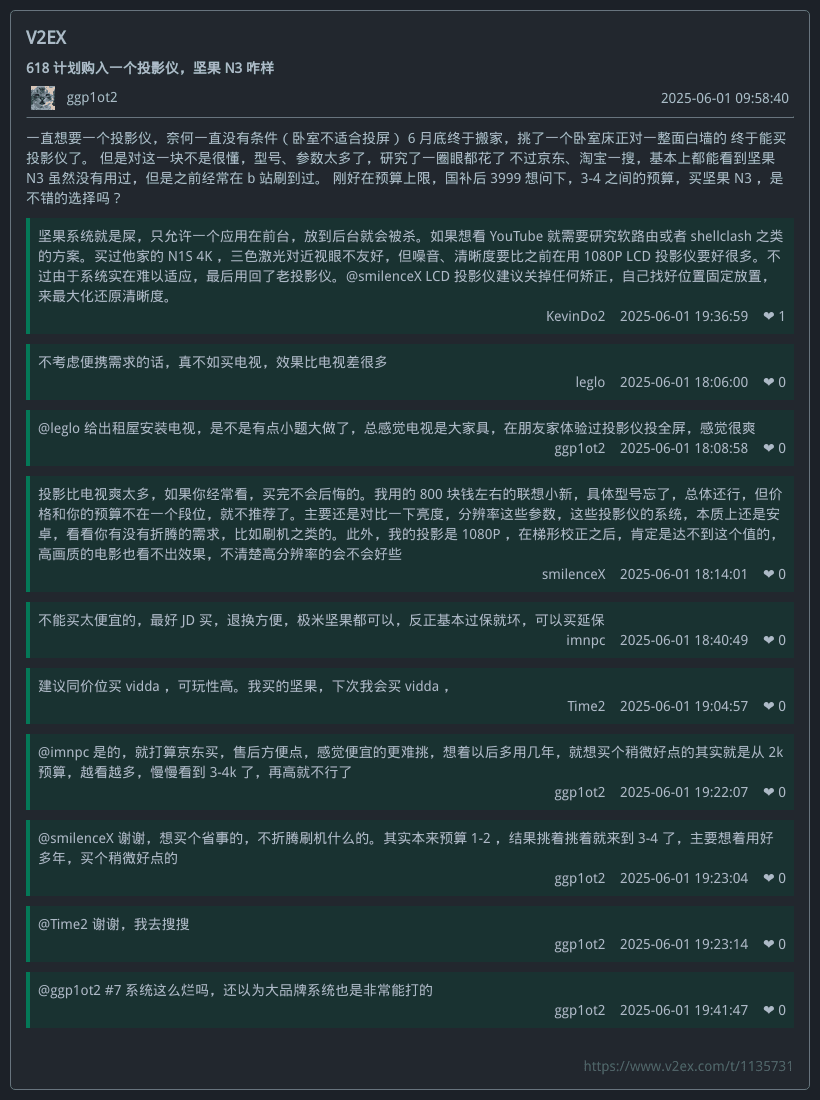 V2EX
618 计划购入一个投影仪，坚果 N3 咋样
ggp1ot2 2025-06-01 09:58:40
一直想要一个投影仪，奈何一直没有条件（ 卧室不适合投屏 ） 6 月底终于搬家，挑了一个卧室床正对一整面白墙的 终于能买
投影仪了。 但是对这一块不是很懂，型号、参数太多了，研究了一圈眼都花了 不过京东、淘宝一搜，基本上都能看到坚果
N3 虽然没有用过，但是之前经常在 b 站刷到过。 刚好在预算上限，国补后 3999 想问下，3-4 之间的预算，买坚果 N3 ，是
不错的选择吗？
坚果系统就是屎，只允许一个应用在前台，放到后台就会被杀。如果想看 YouTube 就需要研究软路由或者 shellclash 之类
的方案。买过他家的 N1S 4K ，三色激光对近视眼不友好，但噪音、清晰度要比之前在用 1080P LCD 投影仪要好很多。不
过由于系统实在难以适应，最后用回了老投影仪。@smilenceX LCD 投影仪建议关掉任何矫正，自己找好位置固定放置，
来最大化还原清晰度。
KevinDo2 2025-06-01 19:36:59 ❤ 1
不考虑便携需求的话，真不如买电视，效果比电视差很多
leglo 2025-06-01 18:06:00 ❤ 0
@leglo 给出租屋安装电视，是不是有点小题大做了，总感觉电视是大家具，在朋友家体验过投影仪投全屏，感觉很爽
ggp1ot2 2025-06-01 18:08:58 ❤ 0
投影比电视爽太多，如果你经常看，买完不会后悔的。我用的 800 块钱左右的联想小新，具体型号忘了，总体还行，但价
格和你的预算不在一个段位，就不推荐了。主要还是对比一下亮度，分辨率这些参数，这些投影仪的系统，本质上还是安
卓，看看你有没有折腾的需求，比如刷机之类的。此外，我的投影是 1080P ，在梯形校正之后，肯定是达不到这个值的，
高画质的电影也看不出效果，不清楚高分辨率的会不会好些
smilenceX 2025-06-01 18:14:01 ❤ 0
不能买太便宜的，最好 JD 买，退换方便，极米坚果都可以，反正基本过保就坏，可以买延保
imnpc 2025-06-01 18:40:49 ❤ 0
建议同价位买 vidda ，可玩性高。我买的坚果，下次我会买 vidda ，
Time2 2025-06-01 19:04:57 ❤ 0
@imnpc 是的，就打算京东买，售后方便点，感觉便宜的更难挑，想着以后多用几年，就想买个稍微好点的其实就是从 2k
预算，越看越多，慢慢看到 3-4k 了，再高就不行了
ggp1ot2 2025-06-01 19:22:07 ❤ 0
@smilenceX 谢谢，想买个省事的，不折腾刷机什么的。其实本来预算 1-2 ，结果挑着挑着就来到 3-4 了，主要想着用好
多年，买个稍微好点的
ggp1ot2 2025-06-01 19:23:04 ❤ 0
@Time2 谢谢，我去搜搜
ggp1ot2 2025-06-01 19:23:14 ❤ 0
@ggp1ot2 #7 系统这么烂吗，还以为大品牌系统也是非常能打的
ggp1ot2 2025-06-01 19:41:47 ❤ 0
https://www.v2ex.com/t/1135731